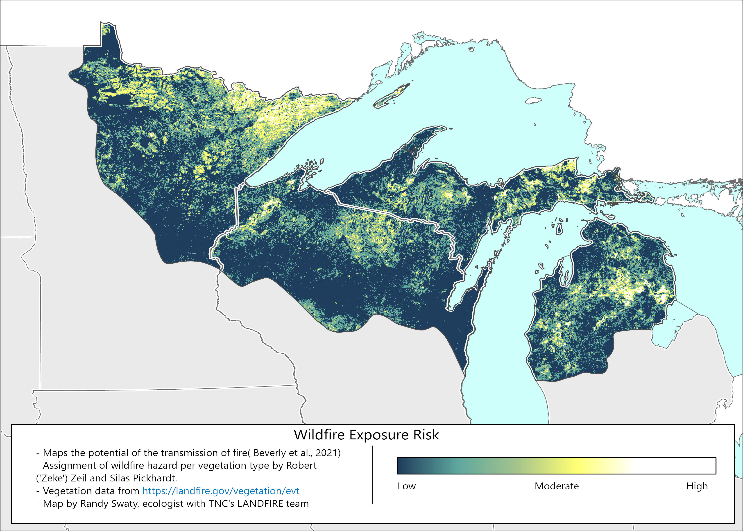 Wildfire Exposure Risk
- Maps the potential of the transmission of fire( Beverly et al., 2021)
- Assignment of wildfire hazard per vegetation type by Robert
('Zeke') Zeil and Silas Pickhardt.
- Vegetation data from https://landfire.gov/vegetation/evt
- Map by Randy Swaty, ecologist with TNC's LANDFIRE team
Low Moderate High